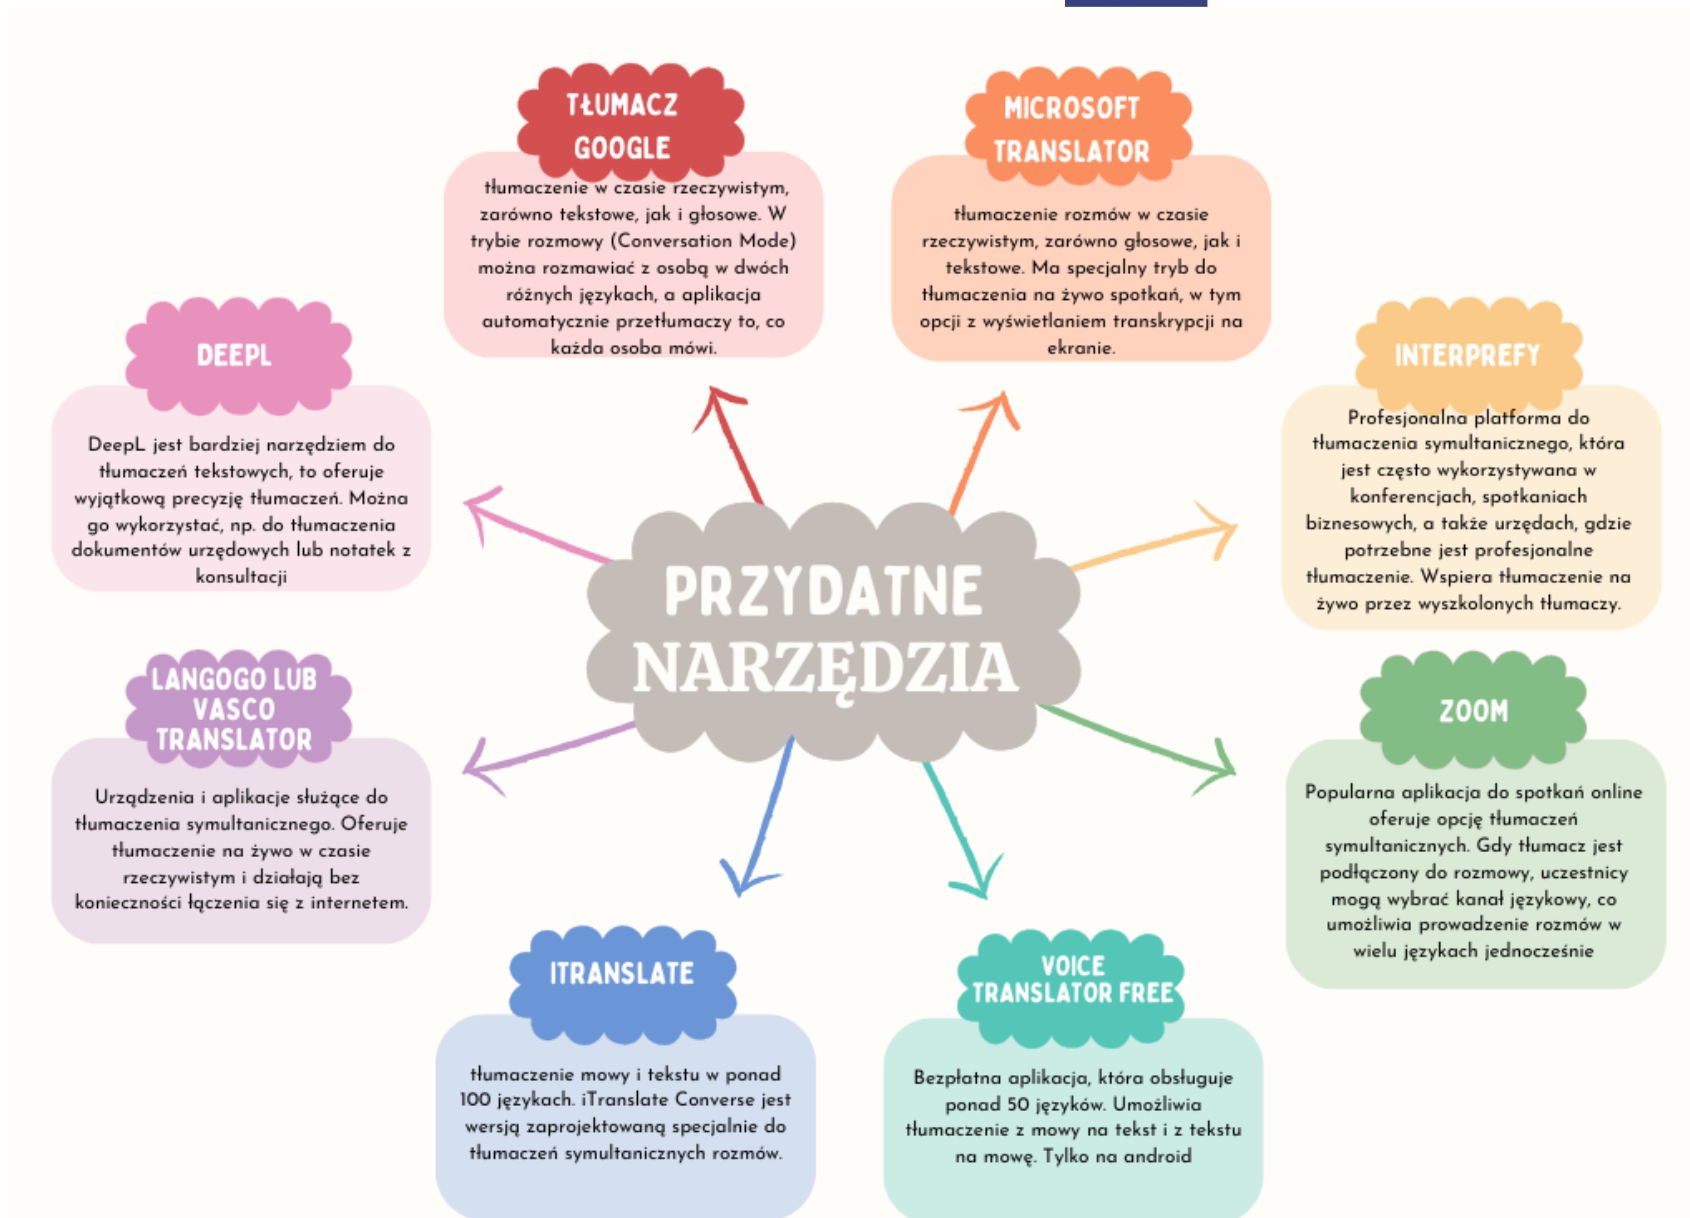 TŁUMACZ
GOOGLE
tłumaczenie w czasie rzeczywistym,
zarówno tekstowe, jak i głosowe. W
trybie rozmowy (Conversation Mode)
można rozmawiać z osobą w dwóch
różnych językach, a aplikacja
automatycznie przetłumaczy to, co
każda osoba mówi.
MICROSOFT
TRANSLATOR
tłumaczenie rozmów w czasie
rzeczywistym, zarówno głosowe, jak i
tekstowe. Ma specjalny tryb do
tłumaczenia na żywo spotkań, w tym
opcji z wyświetlaniem transkrypcji na
ekranie.
DEEPL
DeepL jest bardziej narzędziem do
tłumaczeń tekstowych, to oferuje
wyjątkową precyzję tłumaczeń. Można
go wykorzystać, np. do tłumaczenia
dokumentów urzędowych lub notatek z
konsultacji
INTERPREFY
Profesjonalna platforma do
tłumaczenia symultanicznego, która
jest często wykorzystywana w
konferencjach, spotkaniach
biznesowych, a także urzędach, gdzie
potrzebne jest profesjonalne
tłumaczenie. Wspiera tłumaczenie na
żywo przez wyszkolonych tłumaczy.
PRZYDATNE
NARZĘDZIA
LANGOGO LUB
VASCO
TRANSLATOR
Urządzenia i aplikacje służące do
tłumaczenia symultanicznego. Oferuje
tłumaczenie na żywo w czasie
rzeczywistym i działają bez
konieczności łączenia się z internetem.
ZOOM
Popularna aplikacja do spotkań online
oferuje opcję tłumaczeń
symultanicznych. Gdy tłumacz jest
podłączony do rozmowy, uczestnicy
mogą wybrać kanał językowy, co
umożliwia prowadzenie rozmów w
wielu językach jednocześnie
ITRANSLATE
tłumaczenie mowy i tekstu w ponad
100 językach. iTranslate Converse jest
wersją zaprojektowaną specjalnie do
tłumaczeń symultanicznych rozmów.
VOICE
TRANSLATOR FREE
Bezpłatna aplikacja, która obsługuje
ponad 50 języków. Umożliwia
tłumaczenie z mowy na tekst i z tekstu
na mowę. Tylko na android